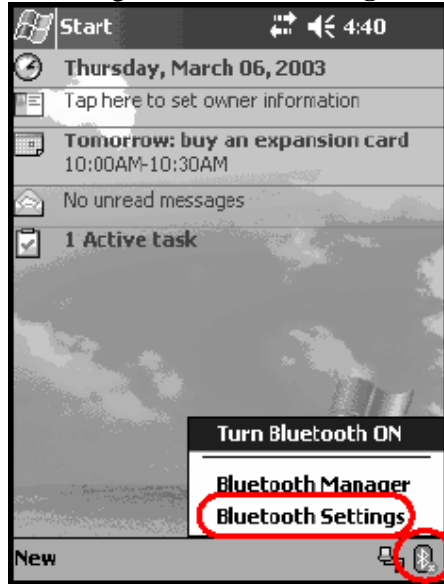 Start 4:40
Thursday, March 06, 2003
Tap here to set owner information
Tomorrow: buy an expansion card
10:00AM-10:30AM
No unread messages
1 Active task
Turn Bluetooth ON
Bluetooth Manager
Bluetooth Settings
New